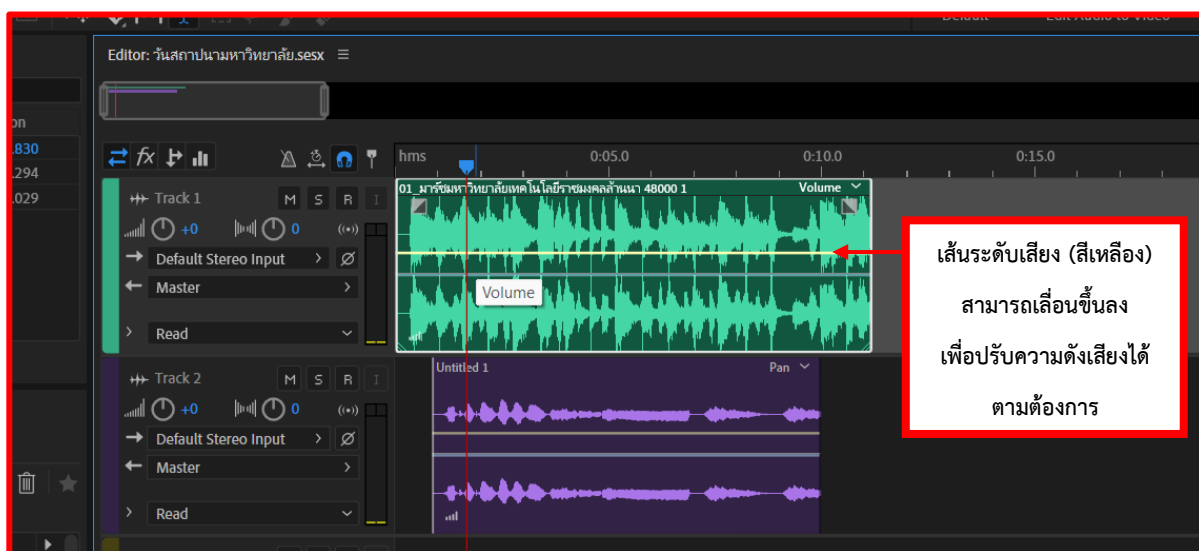 Default Edit Audio to Video
Editor: วันสถาปนามหาวิทยาลัย.sesx
on
.830
.294
.029
fx
hms 0:05.0 0:10.0 0:15.0
Track 1 M S R I
+0 0
Default Stereo Input
Master
Read
01_มาร์ชมหาวิทยาลัยเทคโนโลยีราชมงคลล้านนา 48000 1 Volume
Volume
เส้นระดับเสียง (สีเหลือง)
สามารถเลื่อนขึ้นลง
เพื่อปรับความดังเสียงได้
ตามต้องการ
Track 2 M S R I
+0 0
Default Stereo Input
Master
Read
Untitled 1 Pan